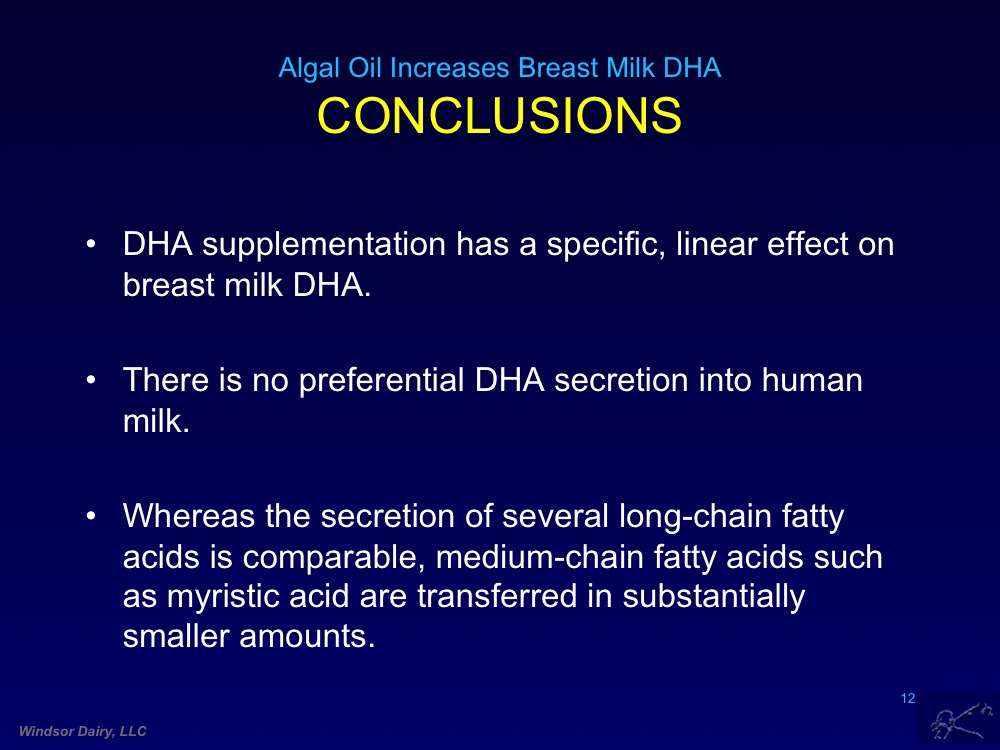 Algal Oil Increases Breast Milk DHA
CONCLUSIONS
• DHA supplementation has a specific, linear effect on
breast milk DHA.
• There is no preferential DHA secretion into human
milk.
• Whereas the secretion of several long-chain fatty
acids is comparable, medium-chain fatty acids such
as myristic acid are transferred in substantially
smaller amounts.
12
Windsor Dairy, LLC